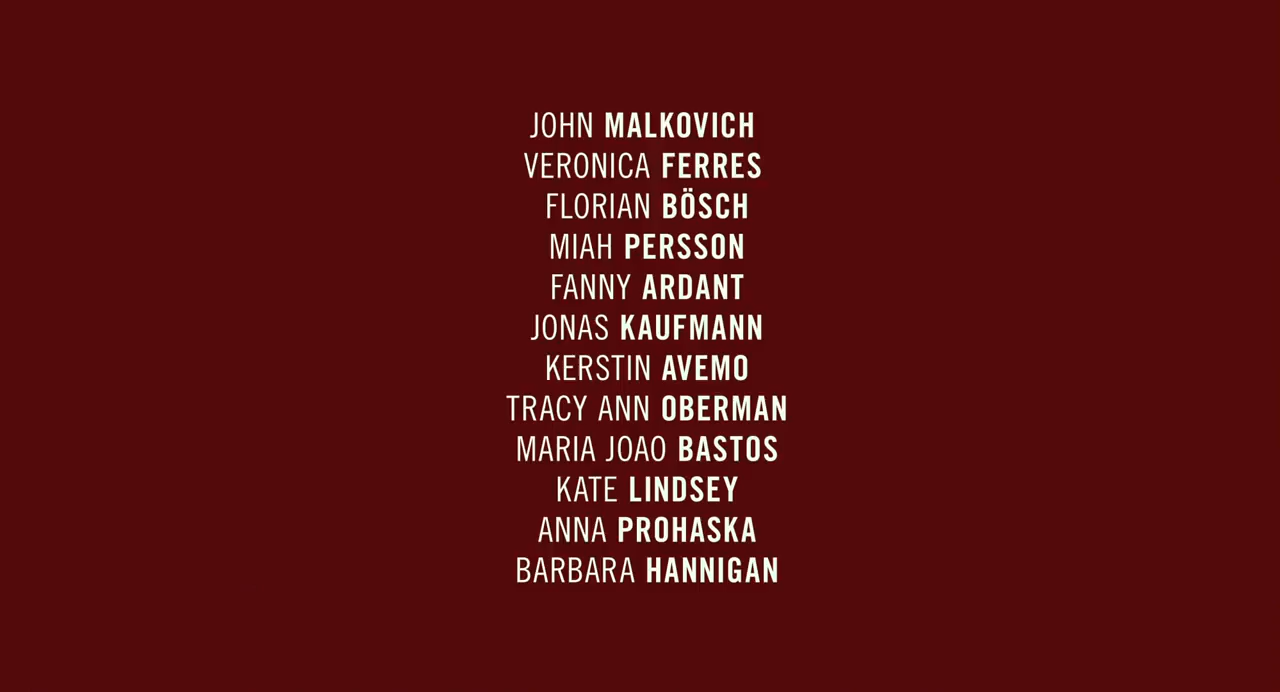 JOHN MALKOVICH
VERONICA FERRES
FLORIAN BÖSCH
MIAH PERSSON
FANNY ARDANT
JONAS KAUFMANN
KERSTIN AVEMO
TRACY ANN OBERMAN
MARIA JOAO BASTOS
KATE LINDSEY
ANNA PROHASKA
BARBARA HANNIGAN